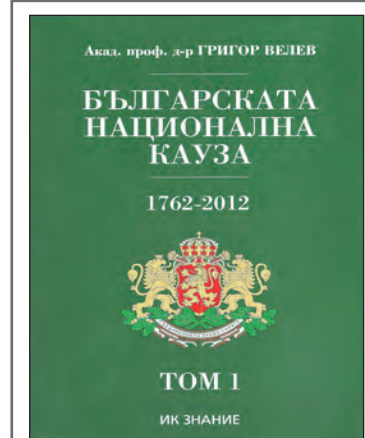 Акад. проф. д-р ГРИГОР ВЕЛЕВ
БЪЛГАРСКАТА
НАЦИОНАЛНА
КАУЗА
1762-2012
ТОМ 1
ИК ЗНАНИЕ